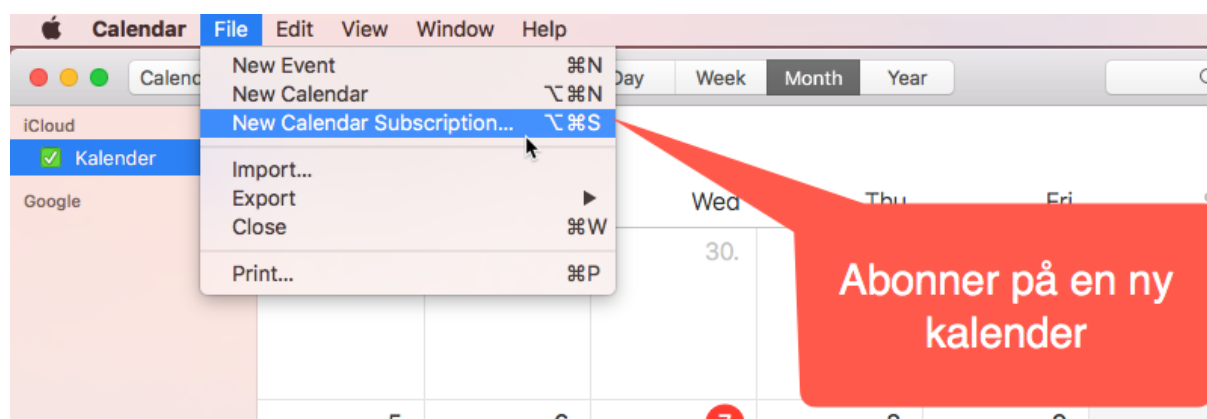 Calendar File Edit View Window Help
Calend Day Week Month Year
New Event ⌘N
New Calendar ⌥⌘N
New Calendar Subscription... ⌥⌘S
Import...
Export ▶
Close ⌘W
Print... ⌘P
iCloud
Kalender
Google
Wed Thu Fri
30.
Abonner på en ny
kalender
7